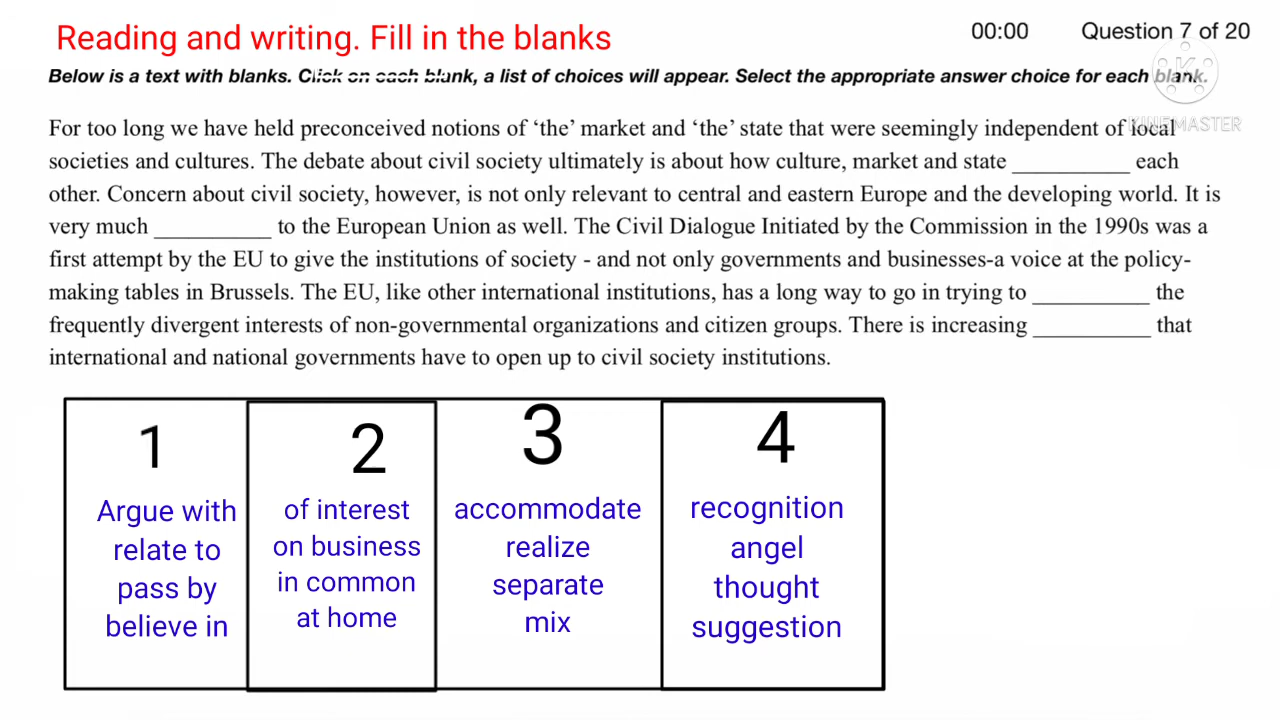 Reading and writing. Fill in the blanks
00:00 Question 7 of 20
Below is a text with blanks. Click on each blank, a list of choices will appear. Select the appropriate answer choice for each blank.
KINEMASTER
For too long we have held preconceived notions of ‘the’ market and ‘the’ state that were seemingly independent of local
societies and cultures. The debate about civil society ultimately is about how culture, market and state __________ each
other. Concern about civil society, however, is not only relevant to central and eastern Europe and the developing world. It is
very much __________ to the European Union as well. The Civil Dialogue Initiated by the Commission in the 1990s was a
first attempt by the EU to give the institutions of society - and not only governments and businesses-a voice at the policy-
making tables in Brussels. The EU, like other international institutions, has a long way to go in trying to __________ the
frequently divergent interests of non-governmental organizations and citizen groups. There is increasing __________ that
international and national governments have to open up to civil society institutions.
1
Argue with
relate to
pass by
believe in
2
of interest
on business
in common
at home
3
accommodate
realize
separate
mix
4
recognition
angel
thought
suggestion